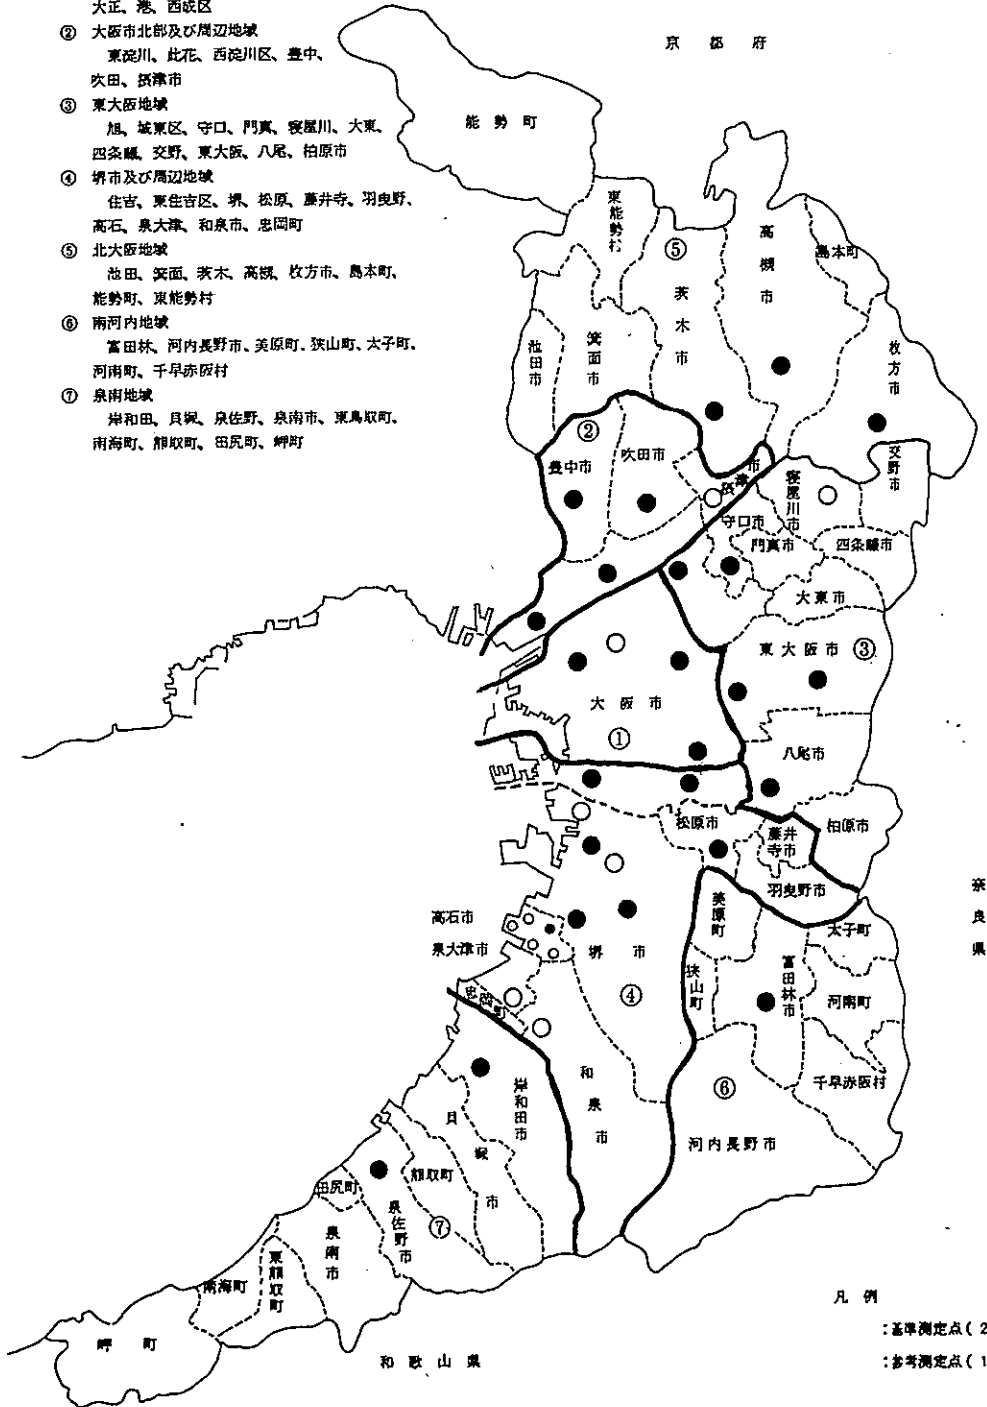 大正、港、西成区
② 大阪市北部及び周辺地域
東淀川、此花、西淀川区、豊中、
吹田、摂津市
③ 東大阪地域
旭、城東区、守口、門真、寝屋川、大東、
四条畷、交野、東大阪、八尾、柏原市
④ 堺市及び周辺地域
住吉、東住吉区、堺、松原、藤井寺、羽曳野、
高石、泉大津、和泉市、忠岡町
⑤ 北大阪地域
池田、箕面、茨木、高槻、枚方市、島本町、
能勢町、東能勢村
⑥ 南河内地域
富田林、河内長野市、美原町、狭山町、太子町、
河南町、千早赤阪村
⑦ 泉南地域
岸和田、貝塚、泉佐野、泉南市、東鳥取町、
南海町、熊取町、田尻町、岬町
京都府
能勢町
東能勢村
⑤
高槻市
島本町
茨木市
池田市
箕面市
枚方市
②
豊中市
吹田市
摂津市
交野市
寝屋川市
守口市
門真市
四条畷市
大東市
東大阪市
③
大阪市
①
八尾市
松原市
藤井寺市
柏原市
羽曳野市
美原町
太子町
奈良県
高石市
泉大津市
堺市
④
狭山町
富田林市
河南町
忠岡町
千早赤阪村
⑥
和泉市
岸和田市
貝塚市
河内長野市
熊取町
田尻町
泉佐野市
⑦
泉南市
南海町
東鳥取町
岬町
和歌山県
凡例
:基準測定点( 2
:参考測定点( 1